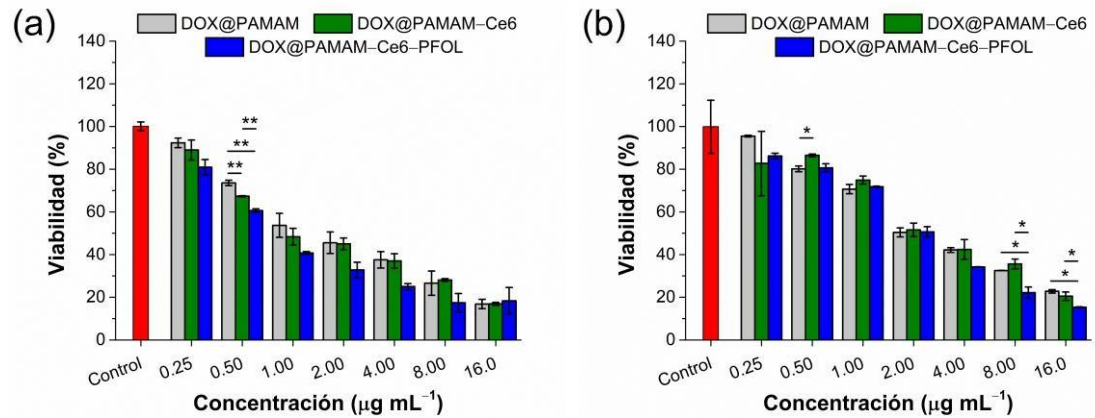 (a)
DOX@PAMAM DOX@PAMAM–Ce6
DOX@PAMAM–Ce6–PFOL
Viabilidad (%)
140
120
100
80
60
40
20
0
** 
**
**
Control 0.25 0.50 1.00 2.00 4.00 8.00 16.0
Concentración (μg mL⁻¹)
(b)
DOX@PAMAM DOX@PAMAM–Ce6
DOX@PAMAM–Ce6–PFOL
Viabilidad (%)
140
120
100
80
60
40
20
0
*
*
*
*
*
Control 0.25 0.50 1.00 2.00 4.00 8.00 16.0
Concentración (μg mL⁻¹)